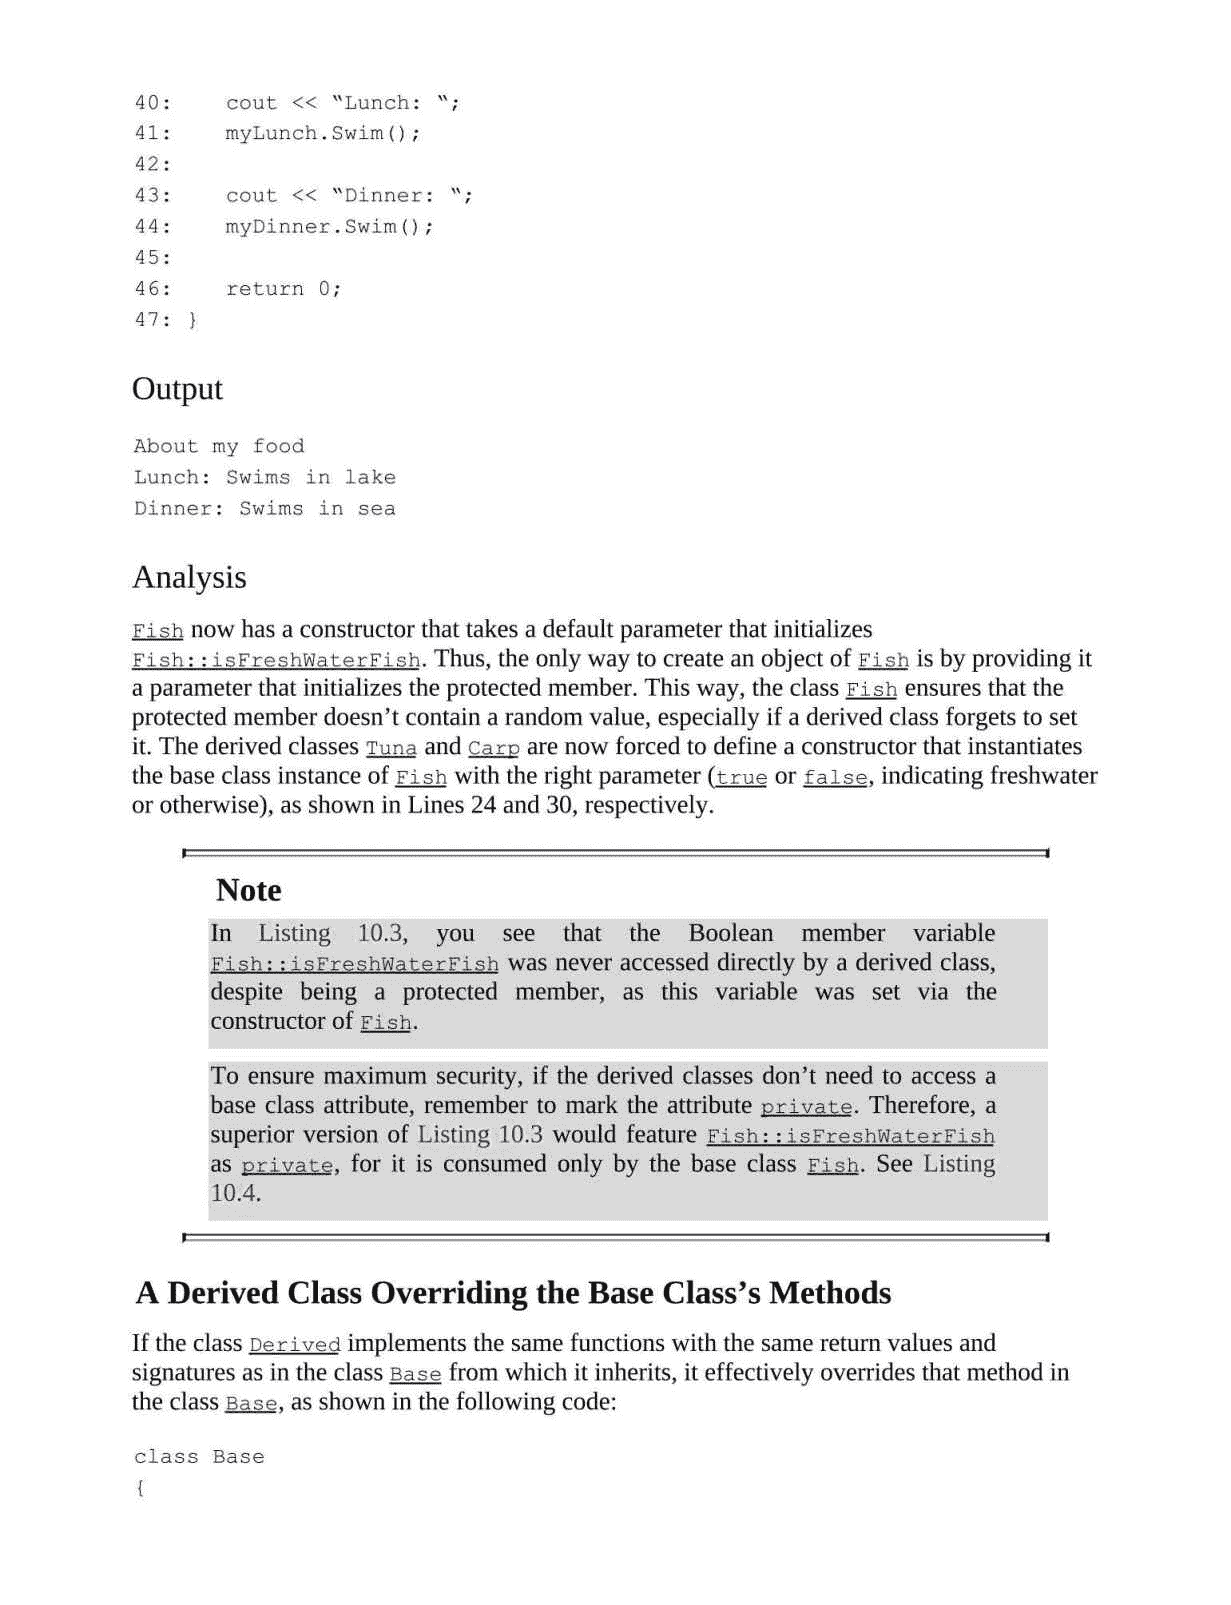 40:    cout << “Lunch: “;
41:    myLunch.Swim();
42:
43:    cout << “Dinner: “;
44:    myDinner.Swim();
45:
46:    return 0;
47: }
Output
About my food
Lunch: Swims in lake
Dinner: Swims in sea
Analysis
Fish now has a constructor that takes a default parameter that initializes
Fish::isFreshWaterFish. Thus, the only way to create an object of Fish is by providing it
a parameter that initializes the protected member. This way, the class Fish ensures that the
protected member doesn’t contain a random value, especially if a derived class forgets to set
it. The derived classes Tuna and Carp are now forced to define a constructor that instantiates
the base class instance of Fish with the right parameter (true or false, indicating freshwater
or otherwise), as shown in Lines 24 and 30, respectively.
Note
In Listing 10.3, you see that the Boolean member variable
Fish::isFreshWaterFish was never accessed directly by a derived class,
despite being a protected member, as this variable was set via the
constructor of Fish.
To ensure maximum security, if the derived classes don’t need to access a
base class attribute, remember to mark the attribute private. Therefore, a
superior version of Listing 10.3 would feature Fish::isFreshWaterFish
as private, for it is consumed only by the base class Fish. See Listing
10.4.
A Derived Class Overriding the Base Class’s Methods
If the class Derived implements the same functions with the same return values and
signatures as in the class Base from which it inherits, it effectively overrides that method in
the class Base, as shown in the following code:
class Base
{